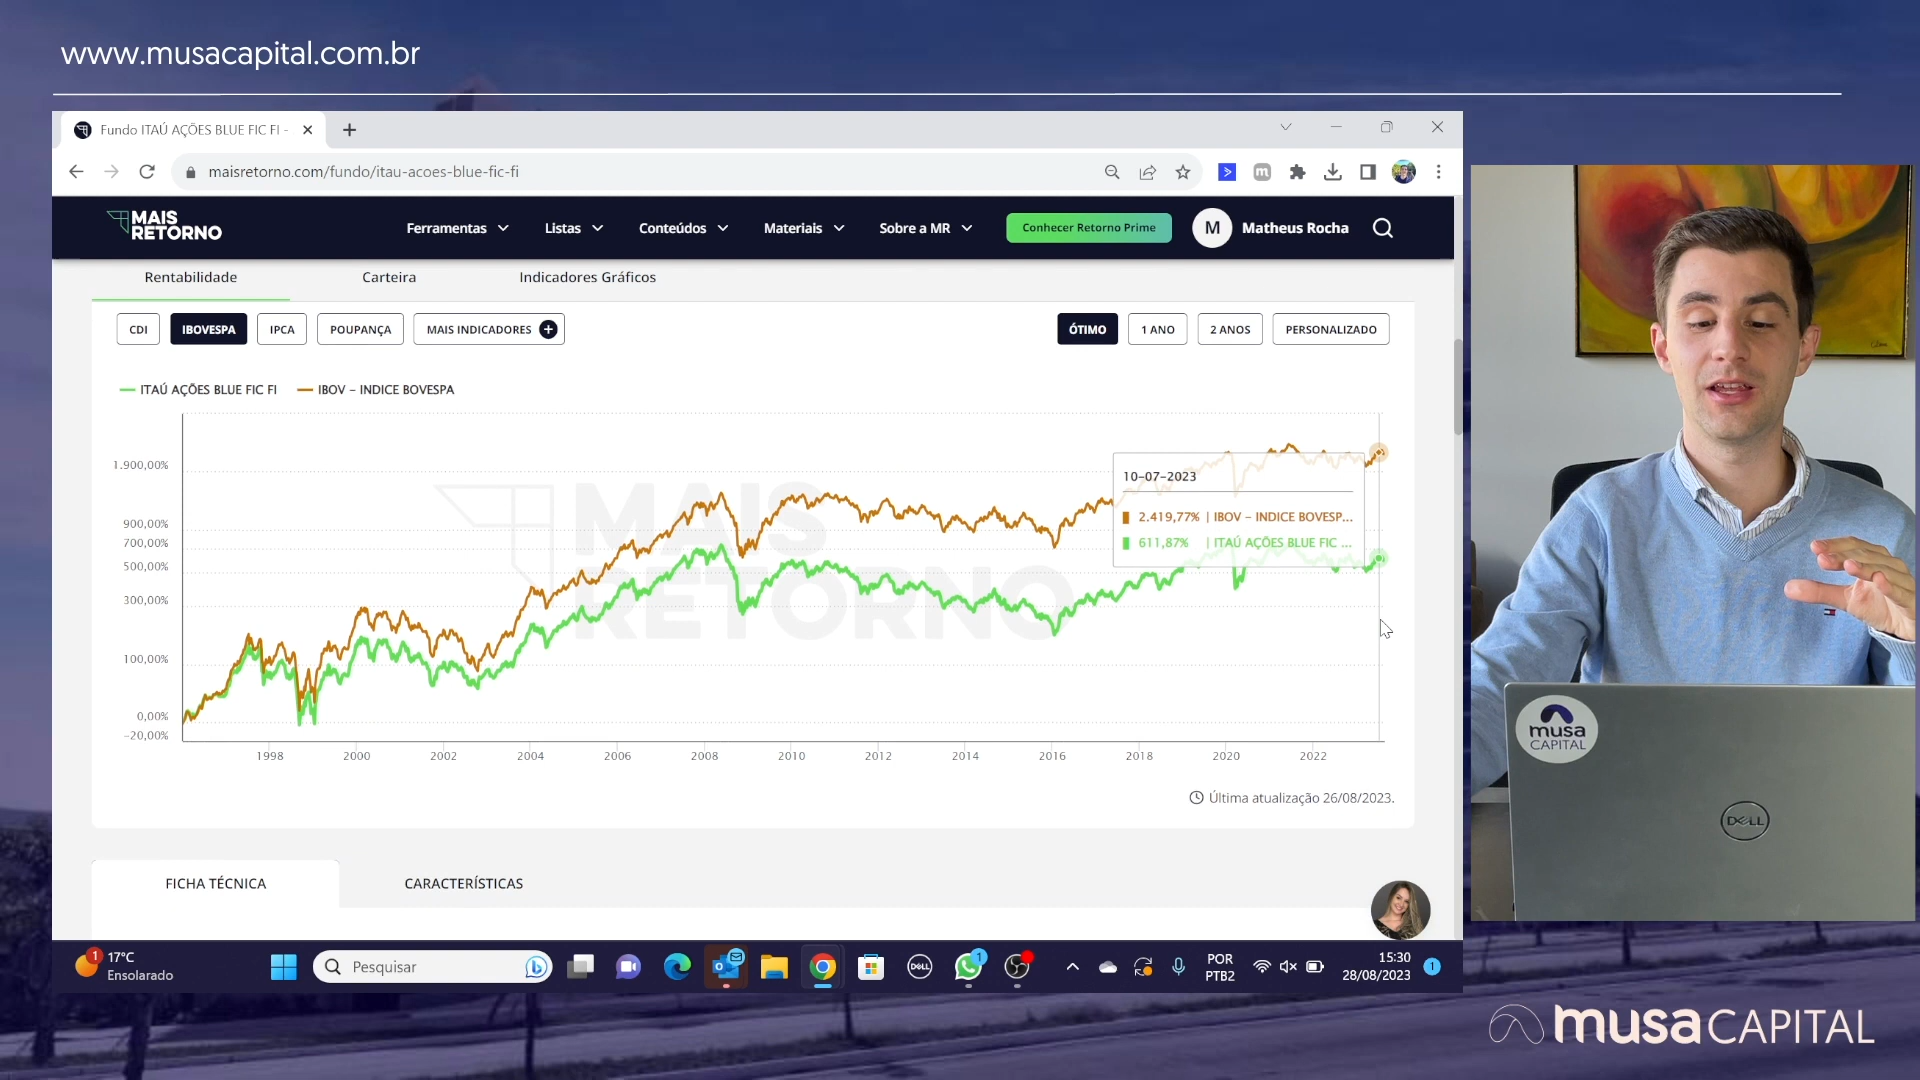 www.musacapital.com.br
Fundo ITAÚ AÇÕES BLUE FIC FI -
maisretorno.com/fundo/itau-acoes-blue-fic-fi
MAIS RETORNO
Ferramentas
Listas
Conteúdos
Materiais
Sobre a MR
Conhecer Retorno Prime
M
Matheus Rocha
Rentabilidade
Carteira
Indicadores Gráficos
CDI
IBOVESPA
IPCA
POUPANÇA
MAIS INDICADORES
ÓTIMO
1 ANO
2 ANOS
PERSONALIZADO
ITAÚ AÇÕES BLUE FIC FI
IBOV - INDICE BOVESPA
1.900,00%
900,00%
700,00%
500,00%
300,00%
100,00%
0,00%
-20,00%
MAIS
RETORNO
10-07-2023
2.419,77% | IBOV - INDICE BOVESP...
611,87% | ITAÚ AÇÕES BLUE FIC ...
1998
2000
2002
2004
2006
2008
2010
2012
2014
2016
2018
2020
2022
Última atualização 26/08/2023.
FICHA TÉCNICA
CARACTERÍSTICAS
1
17°C
Ensolarado
Pesquisar
DELL
1
POR
PTB2
15:30
28/08/2023
1
musa
CAPITAL
DELL
musa CAPITAL